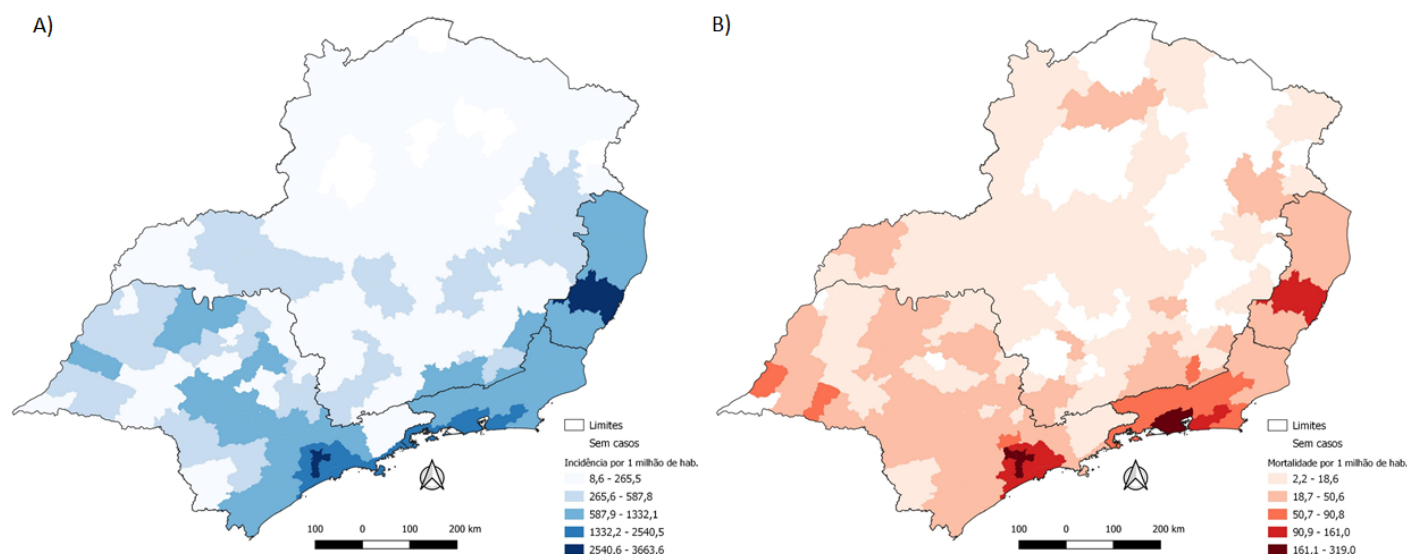 A)
Limites
Sem casos
Incidência por 1 milhão de hab.
8,6 - 265,5
265,6 - 587,8
587,9 - 1332,1
1332,2 - 2540,5
2540,6 - 3663,6
100 0 100 200 km
B)
Limites
Sem casos
Mortalidade por 1 milhão de hab.
2,2 - 18,6
18,7 - 50,6
50,7 - 90,8
90,9 - 161,0
161,1 - 319,0
100 0 100 200 km